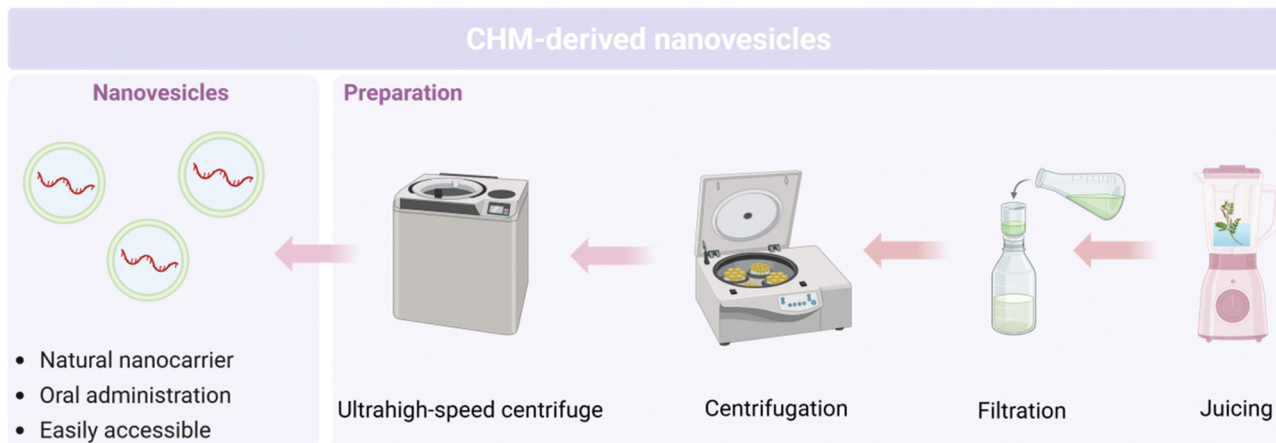 CHM-derived nanovesicles
Nanovesicles
• Natural nanocarrier
• Oral administration
• Easily accessible
Preparation
Ultrahigh-speed centrifuge
Centrifugation
Filtration
Juicing